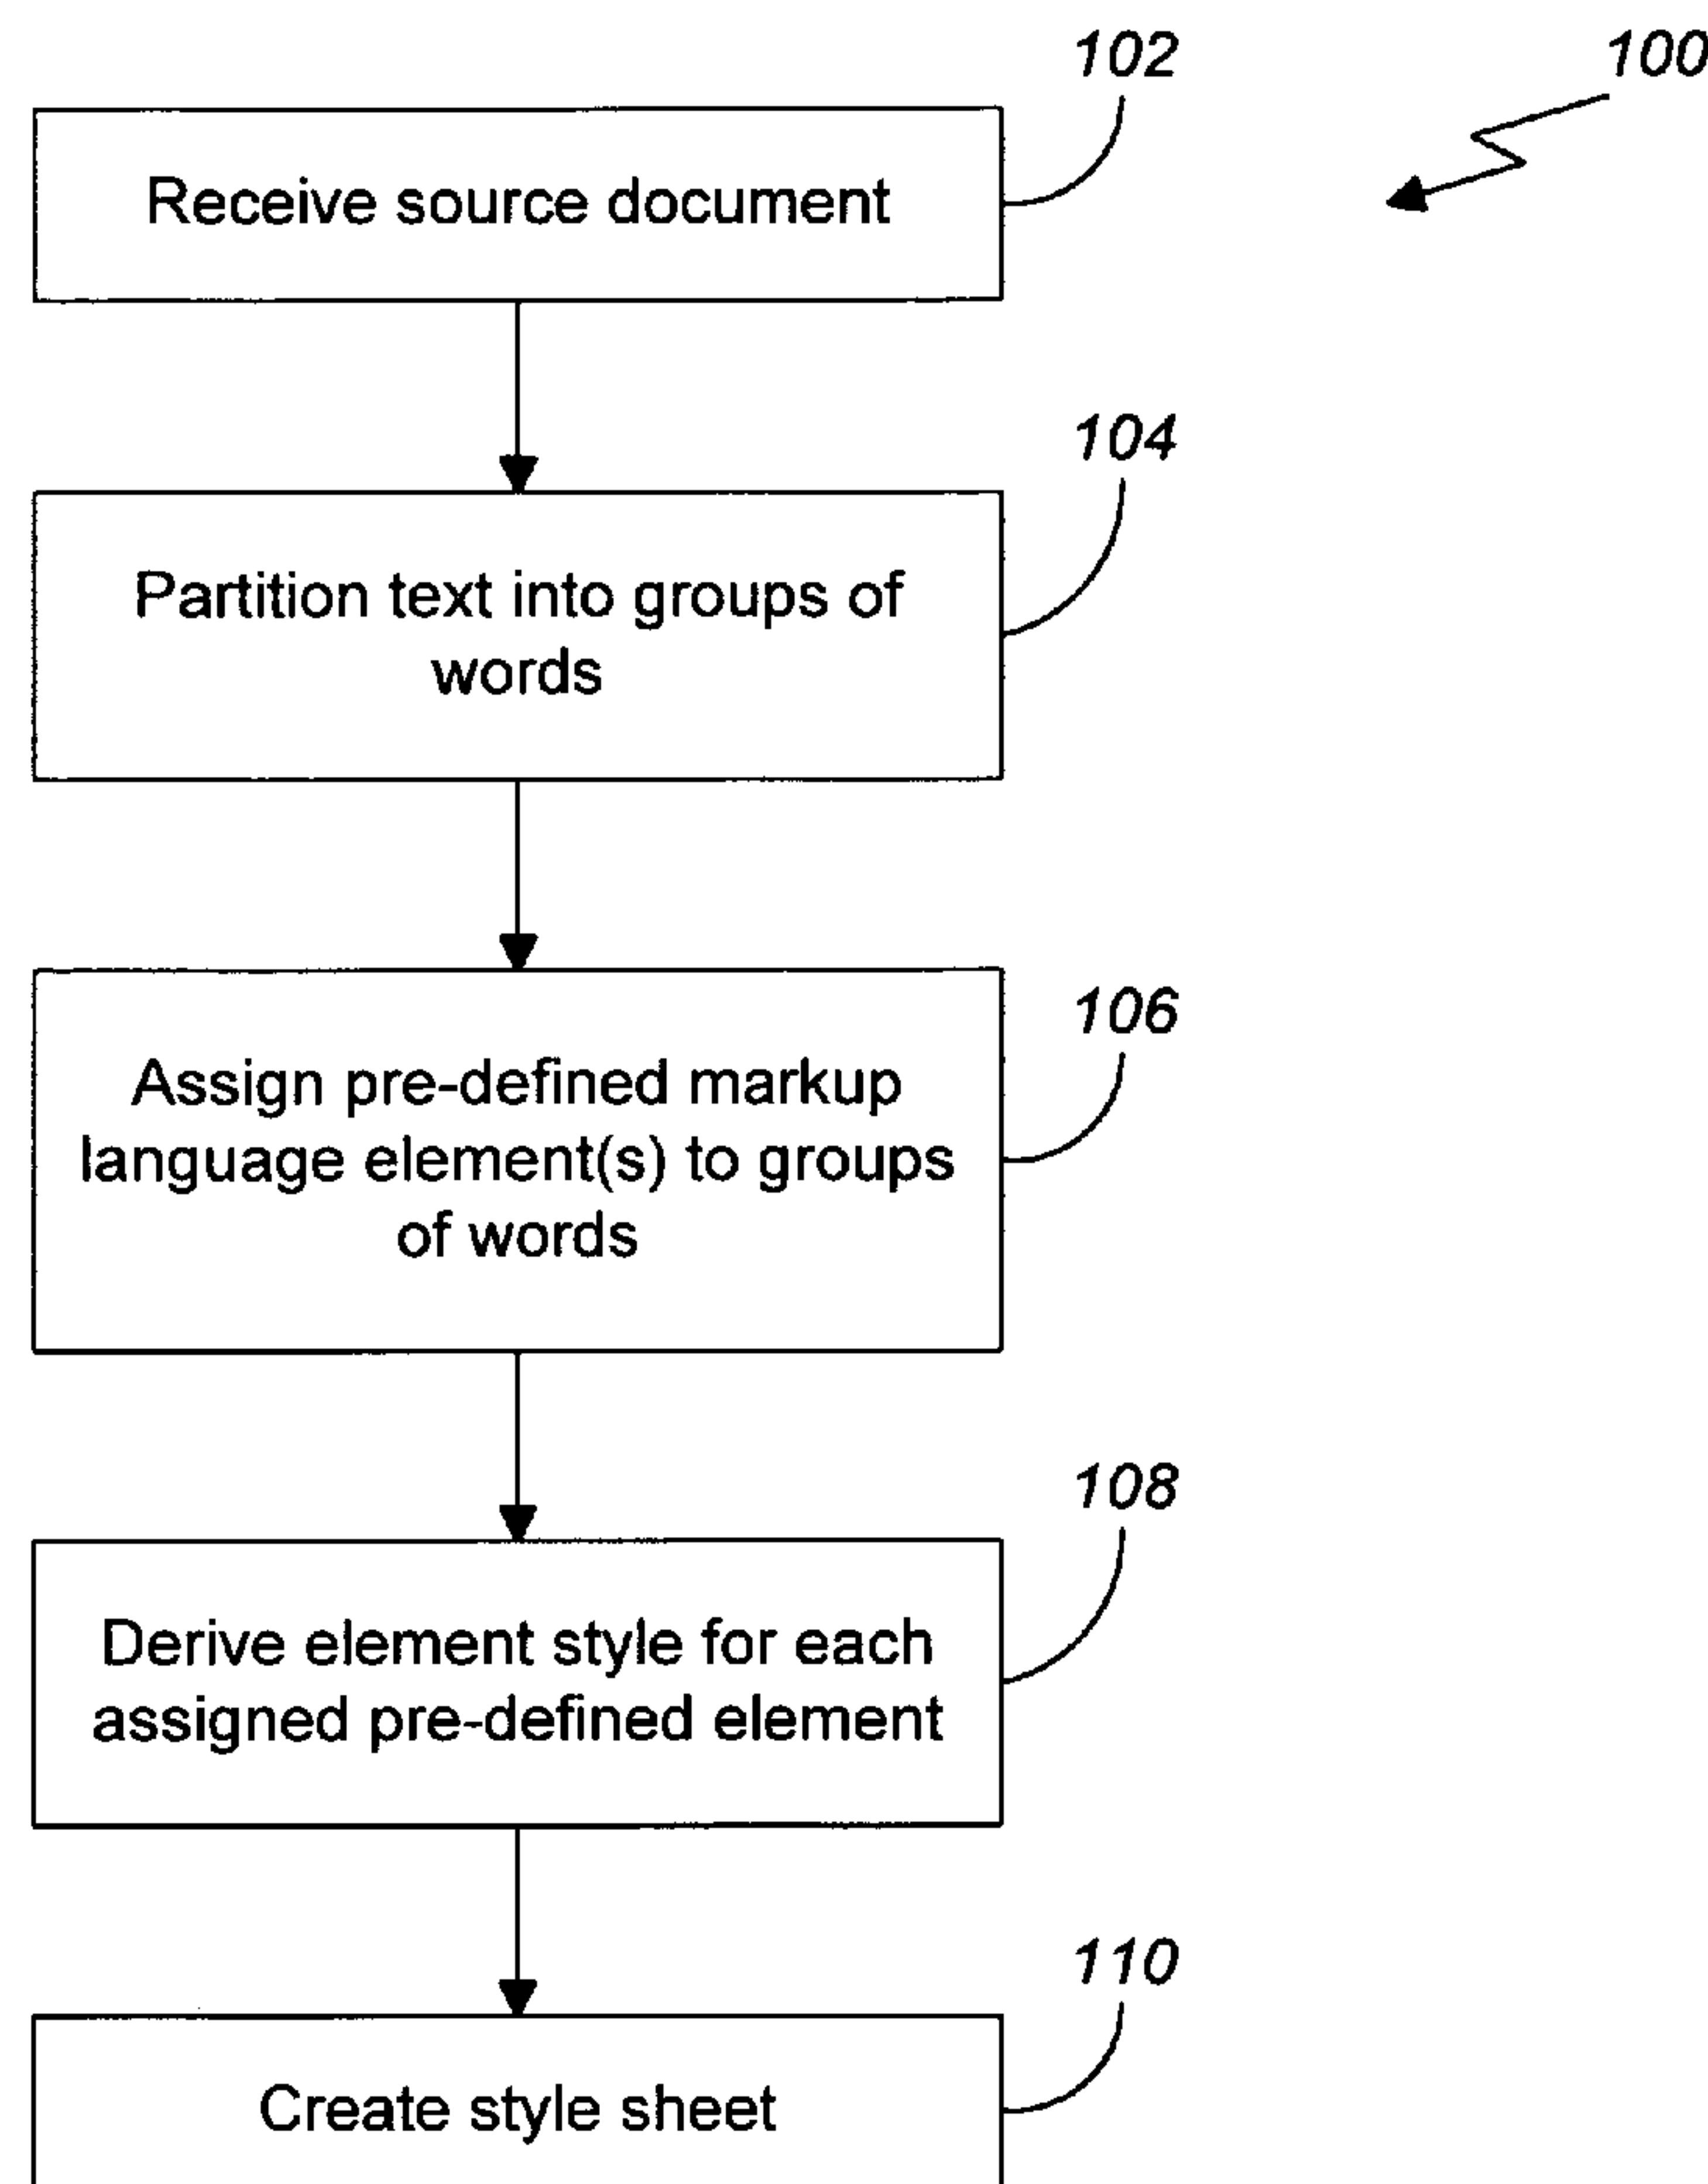 102
100
Receive source document
104
Partition text into groups of
words
106
Assign pre-defined markup
language element(s) to groups
of words
108
Derive element style for each
assigned pre-defined element
110
Create style sheet